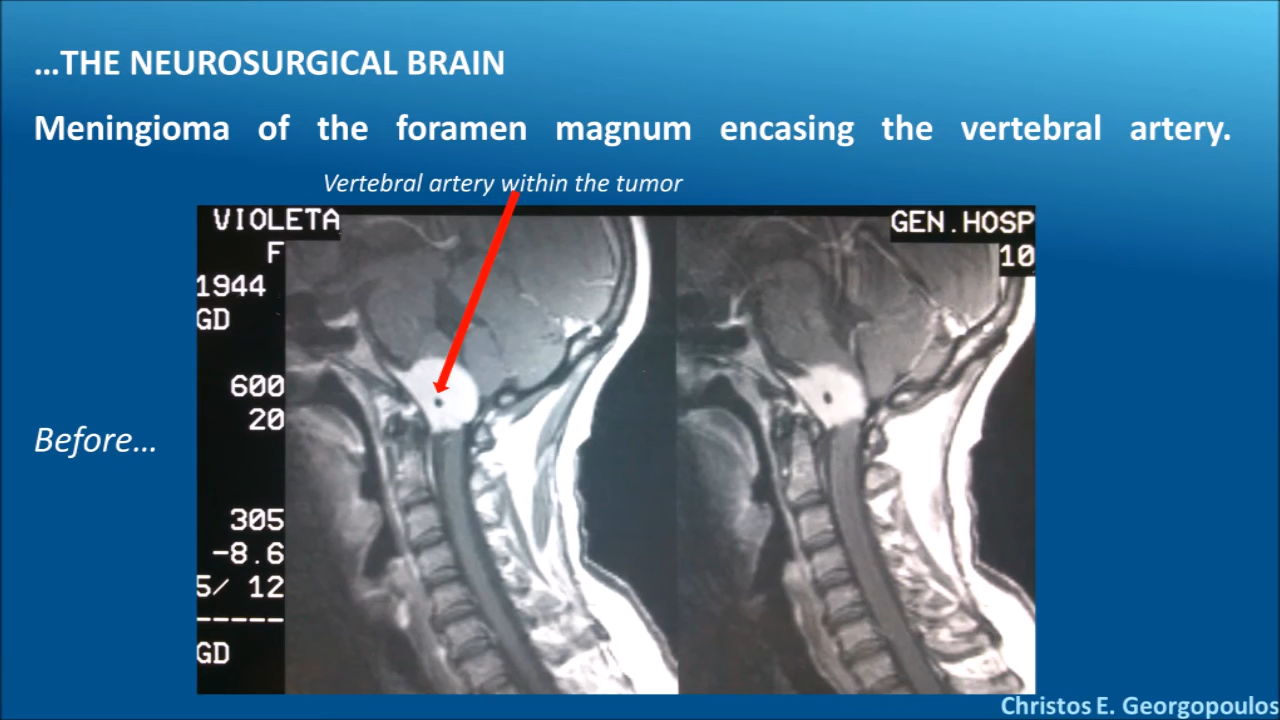 ...THE NEUROSURGICAL BRAIN
Meningioma of the foramen magnum encasing the vertebral artery.
Vertebral artery within the tumor
VIOLETA
F
1944
GD
600
20
305
-8.6
5/ 12
-----
GD
GEN.HOSP
10
Before...
Christos E. Georgopoulos